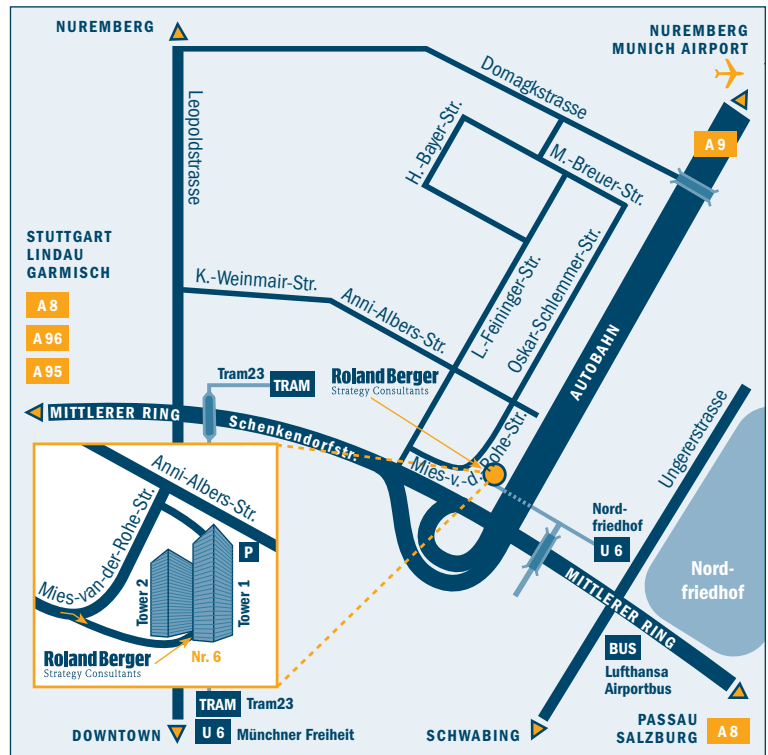 NUREMBERG
NUREMBERG
MUNICH AIRPORT
Domagkstrasse
A 9
Leopoldstrasse
H.-Bayer-Str.
M.-Breuer-Str.
STUTTGART
LINDAU
GARMISCH
A 8
A 96
A 95
K.-Weinmair-Str.
Anni-Albers-Str.
L.-Feininger-Str.
Oskar-Schlemmer-Str.
AUTOBAHN
Tram23
TRAM
Roland Berger
Strategy Consultants
MITTLERER RING
Schenkendorfstr.
Mies-v.-d.-Rohe-Str.
Ungererstrasse
Nord-
friedhof
U 6
Nord-
friedhof
MITTLERER RING
Anni-Albers-Str.
Mies-van-der-Rohe-Str.
P
Tower 2
Tower 1
Roland Berger
Strategy Consultants
Nr. 6
BUS
Lufthansa
Airportbus
TRAM
Tram23
U 6
Münchner Freiheit
DOWNTOWN
SCHWABING
PASSAU
SALZBURG
A 8